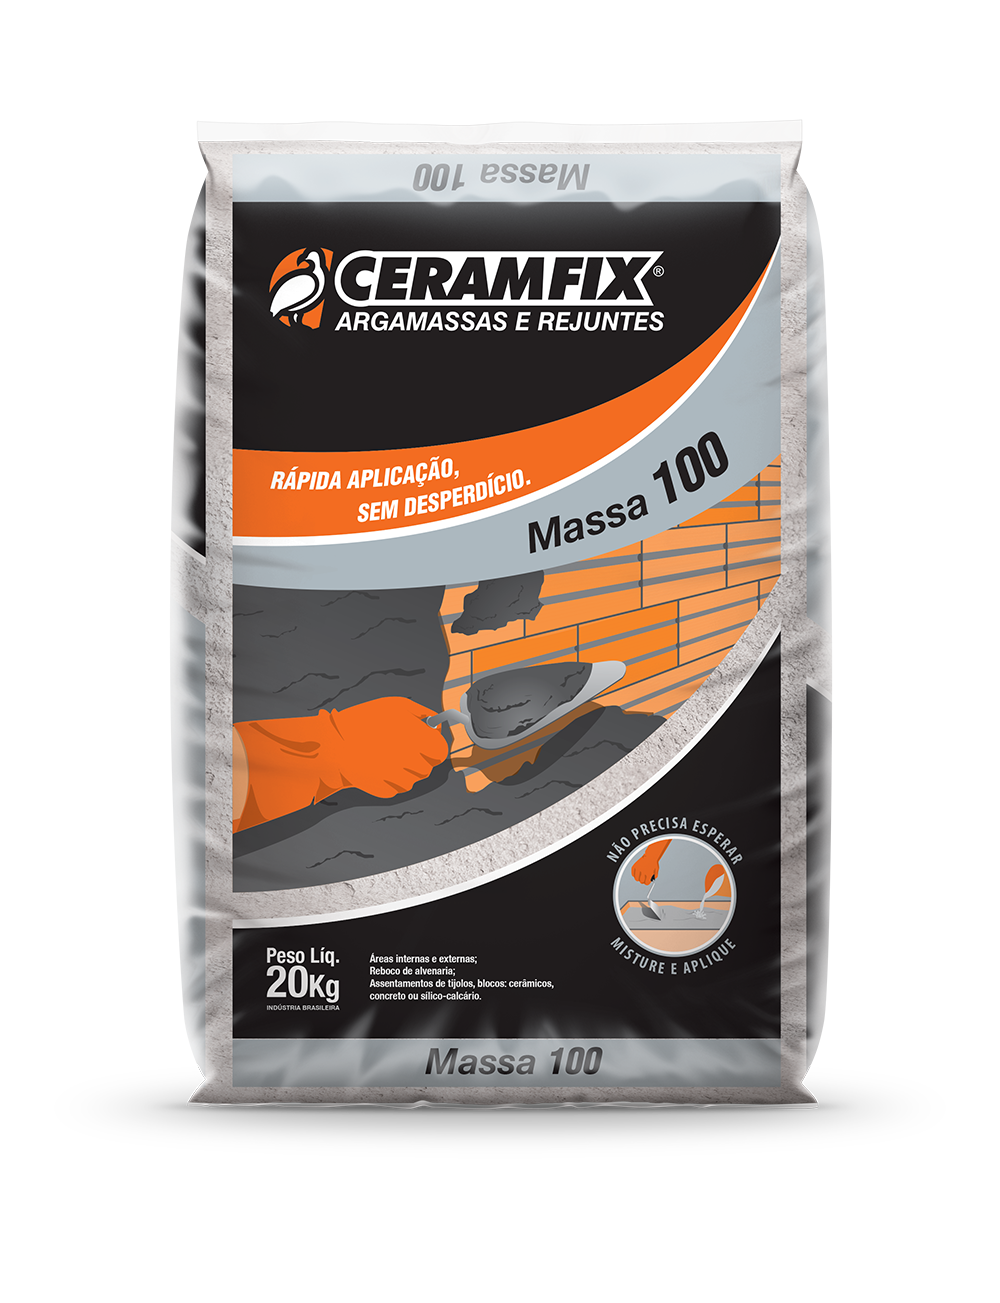 Massa 100
CERAMFIX®
ARGAMASSAS E REJUNTES
RÁPIDA APLICAÇÃO,
SEM DESPERDÍCIO.
Massa 100
NÃO PRECISA ESPERAR
MISTURE E APLIQUE
Peso Líq.
20Kg
INDÚSTRIA BRASILEIRA
Áreas internas e externas;
Reboco de alvenaria;
Assentamentos de tijolos, blocos: cerâmicos,
concreto ou sílico-calcário.
Massa 100